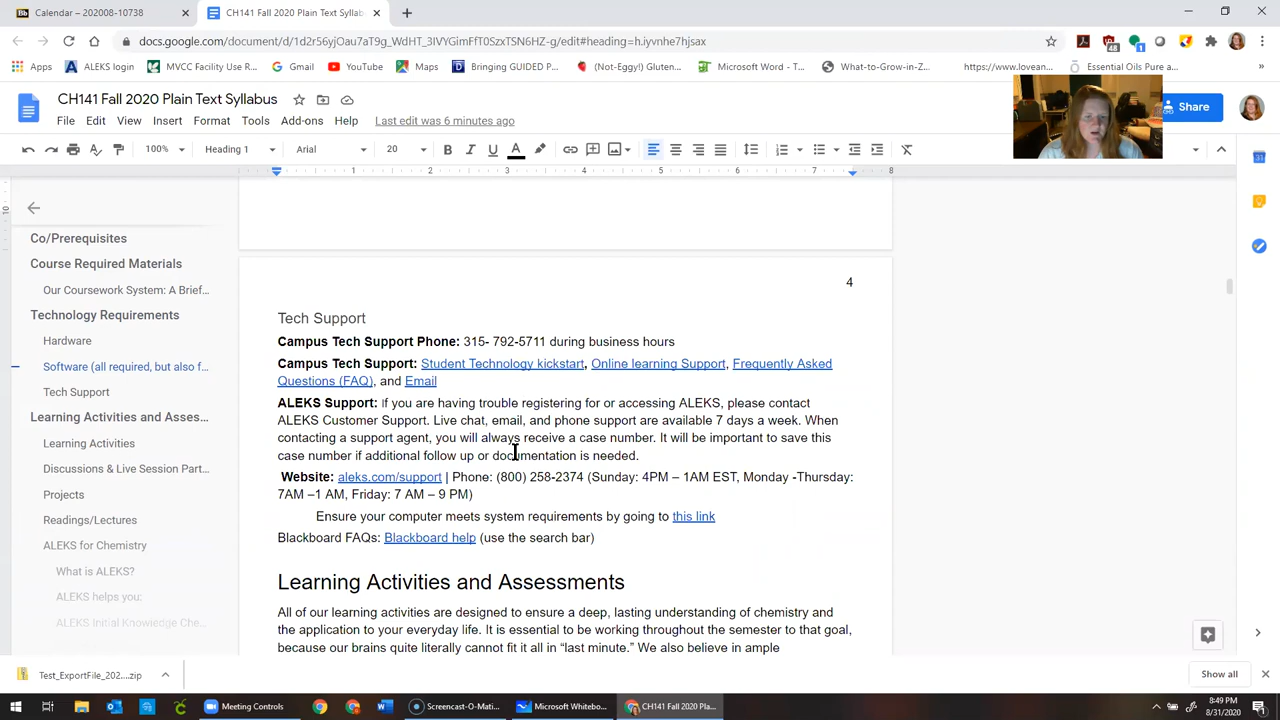 Calendar – 202008-10738
CH141 Fall 2020 Plain Text Syllab
docs.google.com/document/d/1d2r56yjOau7aT9g_WdHT_3IVYGimFfT0SzxTSN6HZ-g/edit#heading=h.iyvnhe7hjsax
48
1
Apps
ALEKS login
MVCC Facility Use R...
Gmail
YouTube
Maps
Bringing GUIDED P...
(Not-Eggy!) Gluten...
Microsoft Word - T...
What-to-Grow-in-Z...
https://www.lovean...
Essential Oils Pure a...
CH141 Fall 2020 Plain Text Syllabus
Share
File Edit View Insert Format Tools Add-ons Help Last edit was 6 minutes ago
100% Heading 1 Arial 20 B I U A
1 2 3 4 5 6 7 8
10
Co/Prerequisites
Course Required Materials
Our Coursework System: A Brief...
Technology Requirements
Hardware
Software (all required, but also f...
Tech Support
Learning Activities and Asses...
Learning Activities
Discussions & Live Session Part...
Projects
Readings/Lectures
ALEKS for Chemistry
What is ALEKS?
ALEKS helps you:
ALEKS Initial Knowledge Che...
4
Tech Support
Campus Tech Support Phone: 315- 792-5711 during business hours
Campus Tech Support: Student Technology kickstart, Online learning Support, Frequently Asked
Questions (FAQ), and Email
ALEKS Support: If you are having trouble registering for or accessing ALEKS, please contact
ALEKS Customer Support. Live chat, email, and phone support are available 7 days a week. When
contacting a support agent, you will always receive a case number. It will be important to save this
case number if additional follow up or documentation is needed.
Website: aleks.com/support | Phone: (800) 258-2374 (Sunday: 4PM – 1AM EST, Monday -Thursday:
7AM –1 AM, Friday: 7 AM – 9 PM)
Ensure your computer meets system requirements by going to this link
Blackboard FAQs: Blackboard help (use the search bar)
Learning Activities and Assessments
All of our learning activities are designed to ensure a deep, lasting understanding of chemistry and
the application to your everyday life. It is essential to be working throughout the semester to that goal,
because our brains quite literally cannot fit it all in “last minute.” We also believe in ample
Test_ExportFile_202....zip
Show all
Meeting Controls
Screencast-O-Mati...
Microsoft Whitebo...
CH141 Fall 2020 Pla...
8:49 PM
8/31/2020